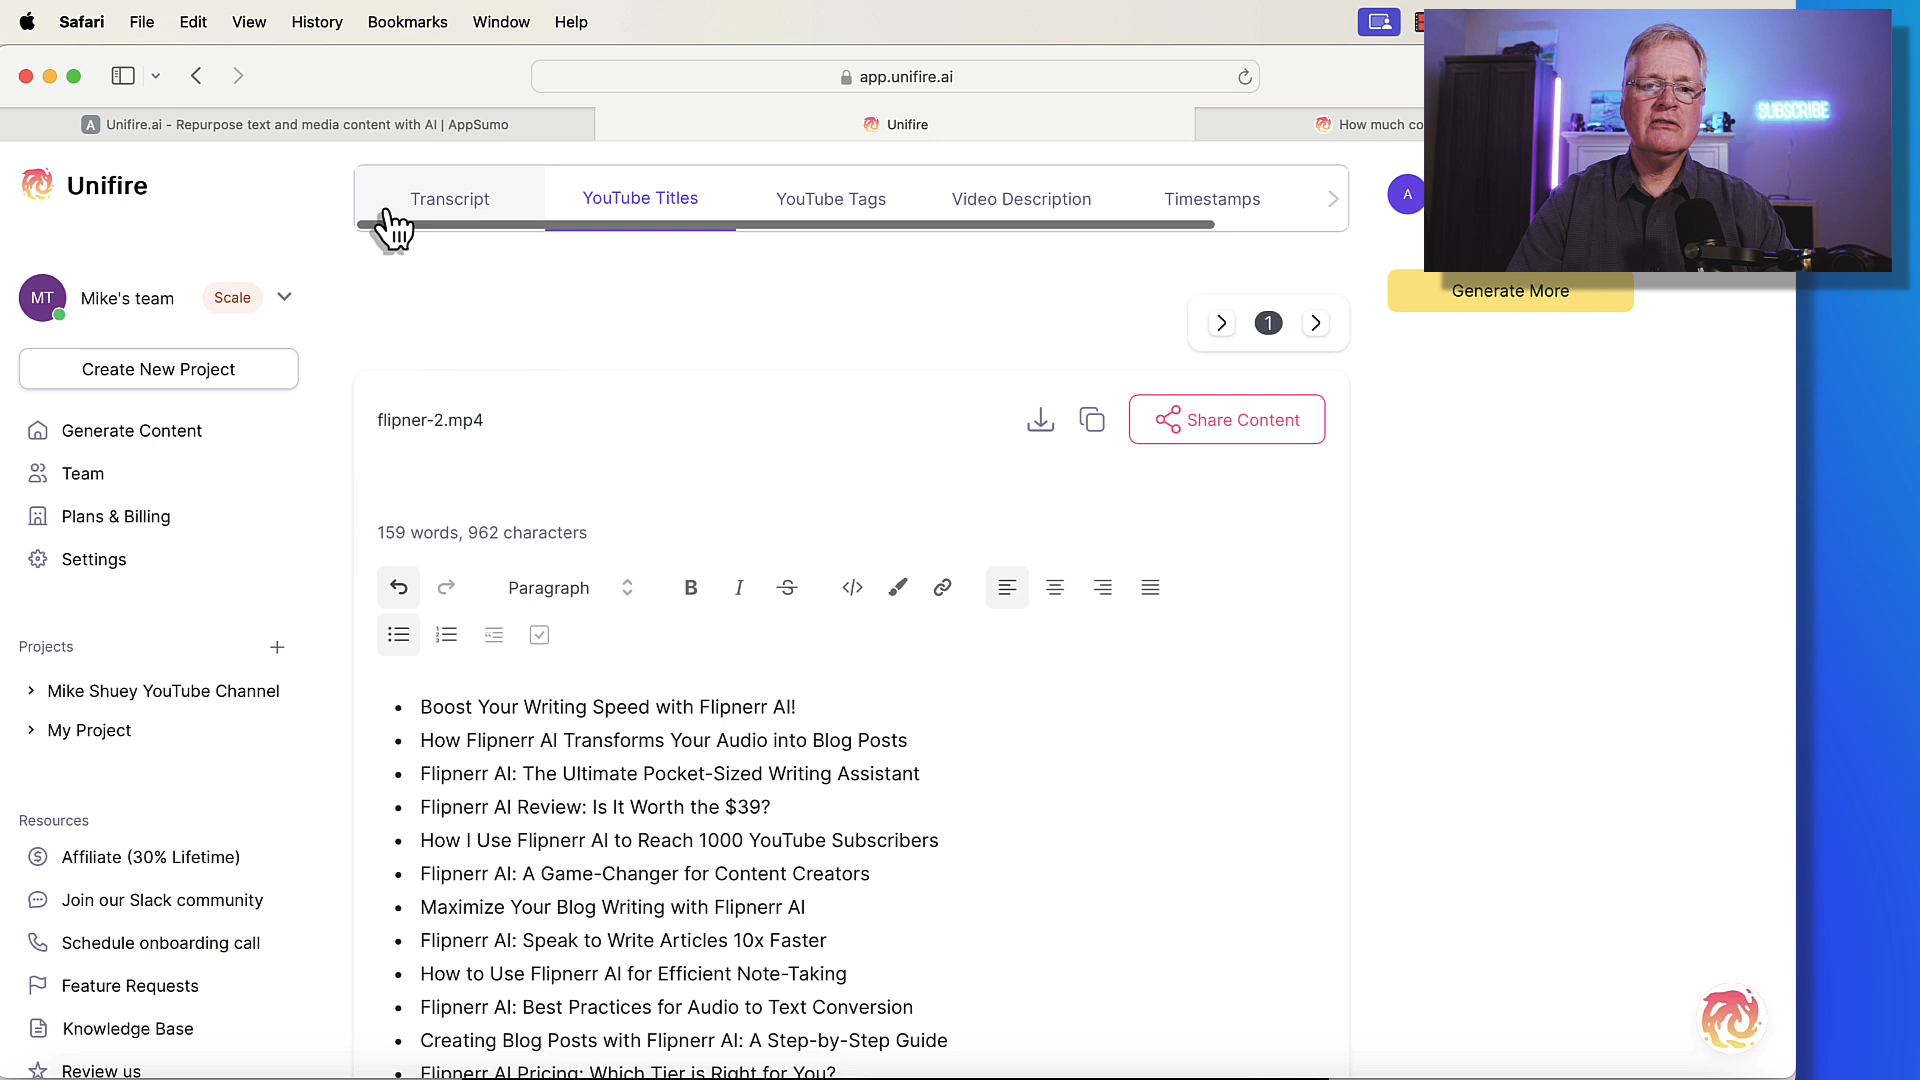 Safari File Edit View History Bookmarks Window Help
app.unifire.ai
A Unifire.ai - Repurpose text and media content with AI | AppSumo
Unifire
How much co
SUBSCRIBE
Unifire
Transcript YouTube Titles YouTube Tags Video Description Timestamps
A
MT Mike's team Scale
Generate More
1
Create New Project
flipner-2.mp4
Share Content
Generate Content
Team
Plans & Billing
Settings
159 words, 962 characters
Paragraph B I S
Projects
Mike Shuey YouTube Channel
My Project
Resources
Affiliate (30% Lifetime)
Join our Slack community
Schedule onboarding call
Feature Requests
Knowledge Base
Review us
• Boost Your Writing Speed with Flipnerr AI!
• How Flipnerr AI Transforms Your Audio into Blog Posts
• Flipnerr AI: The Ultimate Pocket-Sized Writing Assistant
• Flipnerr AI Review: Is It Worth the $39?
• How I Use Flipnerr AI to Reach 1000 YouTube Subscribers
• Flipnerr AI: A Game-Changer for Content Creators
• Maximize Your Blog Writing with Flipnerr AI
• Flipnerr AI: Speak to Write Articles 10x Faster
• How to Use Flipnerr AI for Efficient Note-Taking
• Flipnerr AI: Best Practices for Audio to Text Conversion
• Creating Blog Posts with Flipnerr AI: A Step-by-Step Guide
• Flipnerr AI Pricing: Which Tier is Right for You?